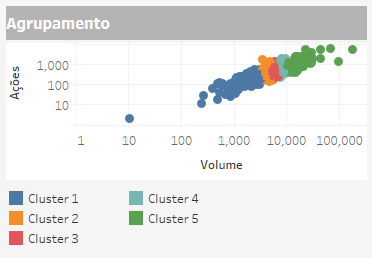 Agrupamento
Ações
1,000
100
10
1 10 100 1,000 10,000 100,000
Volume
Cluster 1 Cluster 4
Cluster 2 Cluster 5
Cluster 3